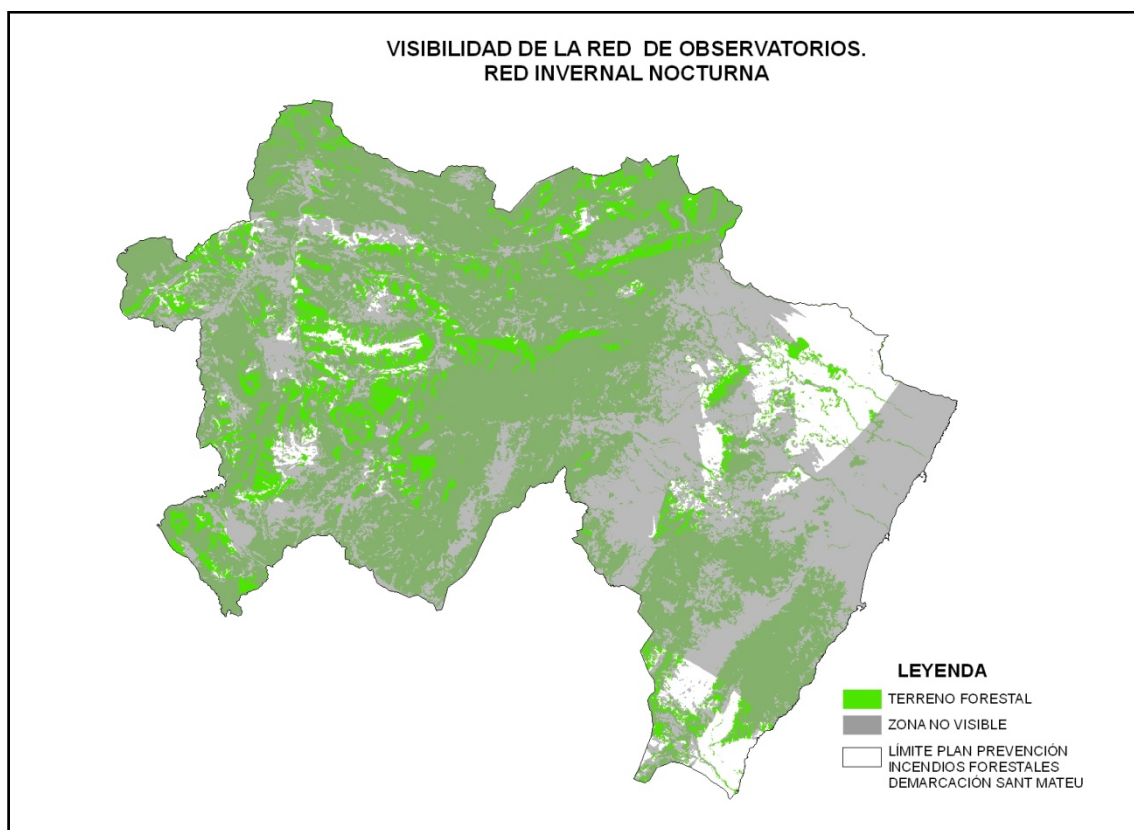 VISIBILIDAD DE LA RED DE OBSERVATORIOS.
RED INVERNAL NOCTURNA
LEYENDA
TERRENO FORESTAL
ZONA NO VISIBLE
LÍMITE PLAN PREVENCIÓN
INCENDIOS FORESTALES
DEMARCACIÓN SANT MATEU